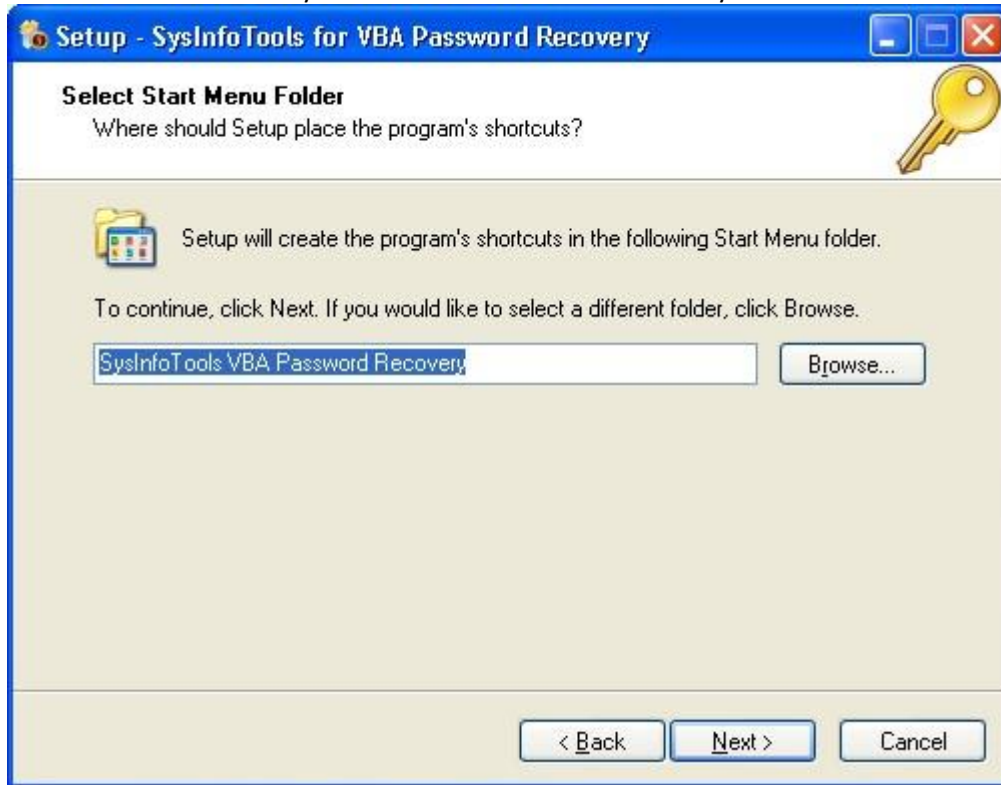 Setup - SysInfoTools for VBA Password Recovery
Select Start Menu Folder
Where should Setup place the program's shortcuts?
Setup will create the program's shortcuts in the following Start Menu folder.
To continue, click Next. If you would like to select a different folder, click Browse.
SysInfoTools VBA Password Recovery
Browse...
< Back
Next >
Cancel